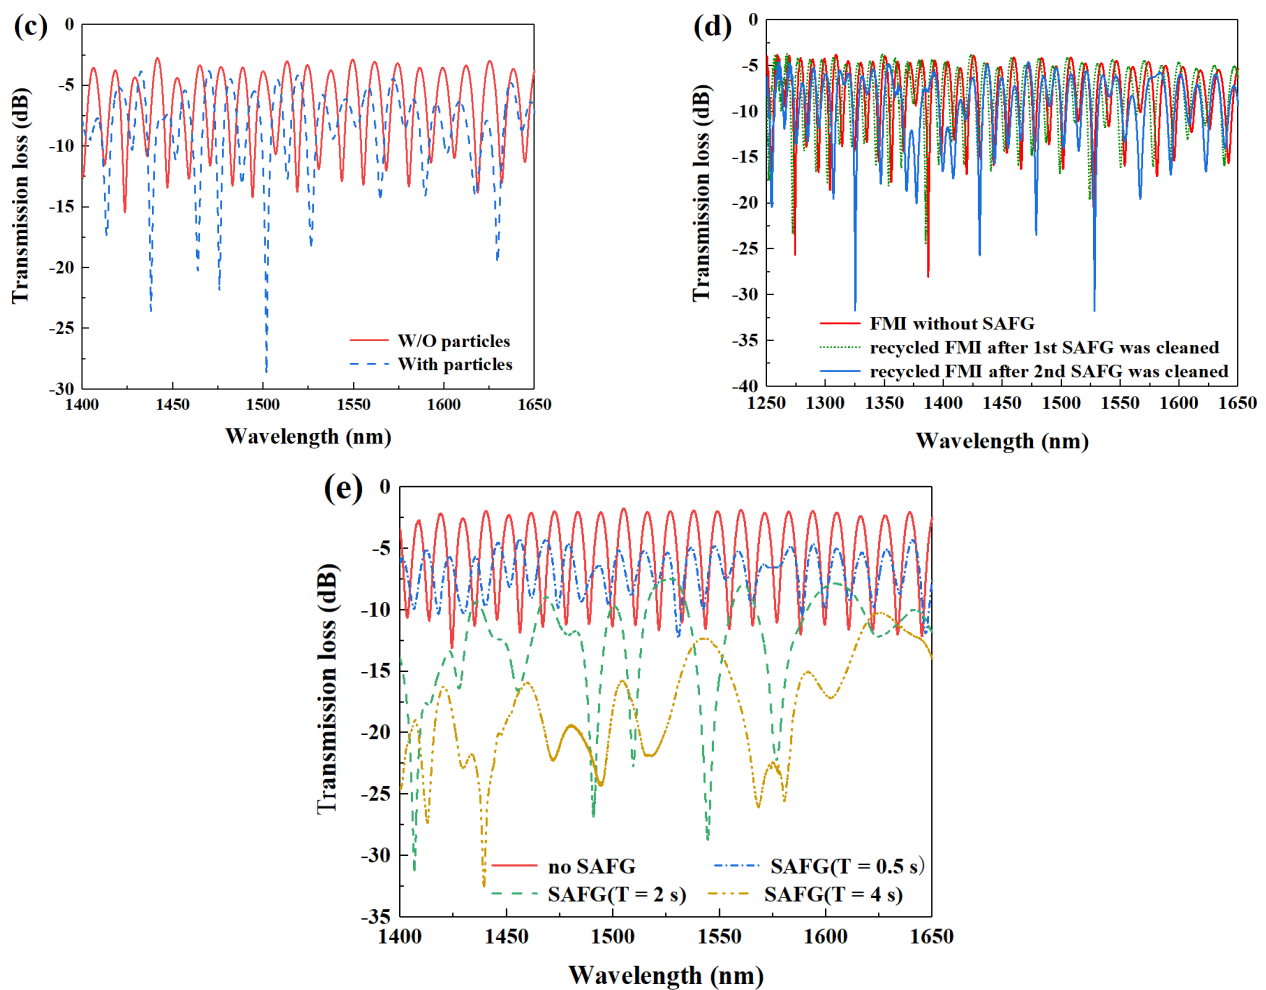 (c)
0
-5
-10
-15
-20
-25
-30
Transmission loss (dB)
W/O particles
With particles
1400 1450 1500 1550 1600 1650
Wavelength (nm)
(d)
0
-5
-10
-15
-20
-25
-30
-35
-40
Transmission loss (dB)
FMI without SAFG
recycled FMI after 1st SAFG was cleaned
recycled FMI after 2nd SAFG was cleaned
1250 1300 1350 1400 1450 1500 1550 1600 1650
Wavelength (nm)
(e)
0
-5
-10
-15
-20
-25
-30
-35
Transmission loss (dB)
no SAFG SAFG(T = 0.5 s）
SAFG(T = 2 s) SAFG(T = 4 s)
1400 1450 1500 1550 1600 1650
Wavelength (nm)